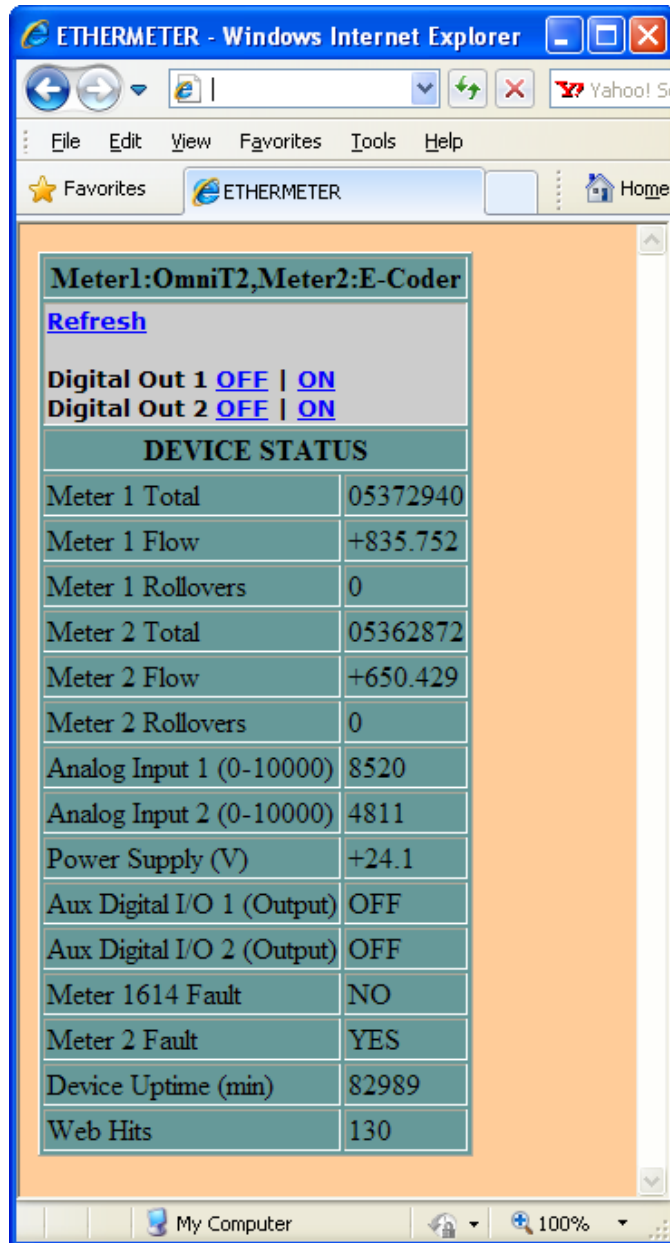 ETHERMETER - Windows Internet Explorer
Yahoo! S
File Edit View Favorites Tools Help
Favorites ETHERMETER Home
Meter1:OmniT2,Meter2:E-Coder
Refresh
Digital Out 1 OFF | ON
Digital Out 2 OFF | ON
DEVICE STATUS
Meter 1 Total 05372940
Meter 1 Flow +835.752
Meter 1 Rollovers 0
Meter 2 Total 05362872
Meter 2 Flow +650.429
Meter 2 Rollovers 0
Analog Input 1 (0-10000) 8520
Analog Input 2 (0-10000) 4811
Power Supply (V) +24.1
Aux Digital I/O 1 (Output) OFF
Aux Digital I/O 2 (Output) OFF
Meter 1614 Fault NO
Meter 2 Fault YES
Device Uptime (min) 82989
Web Hits 130
My Computer 100%